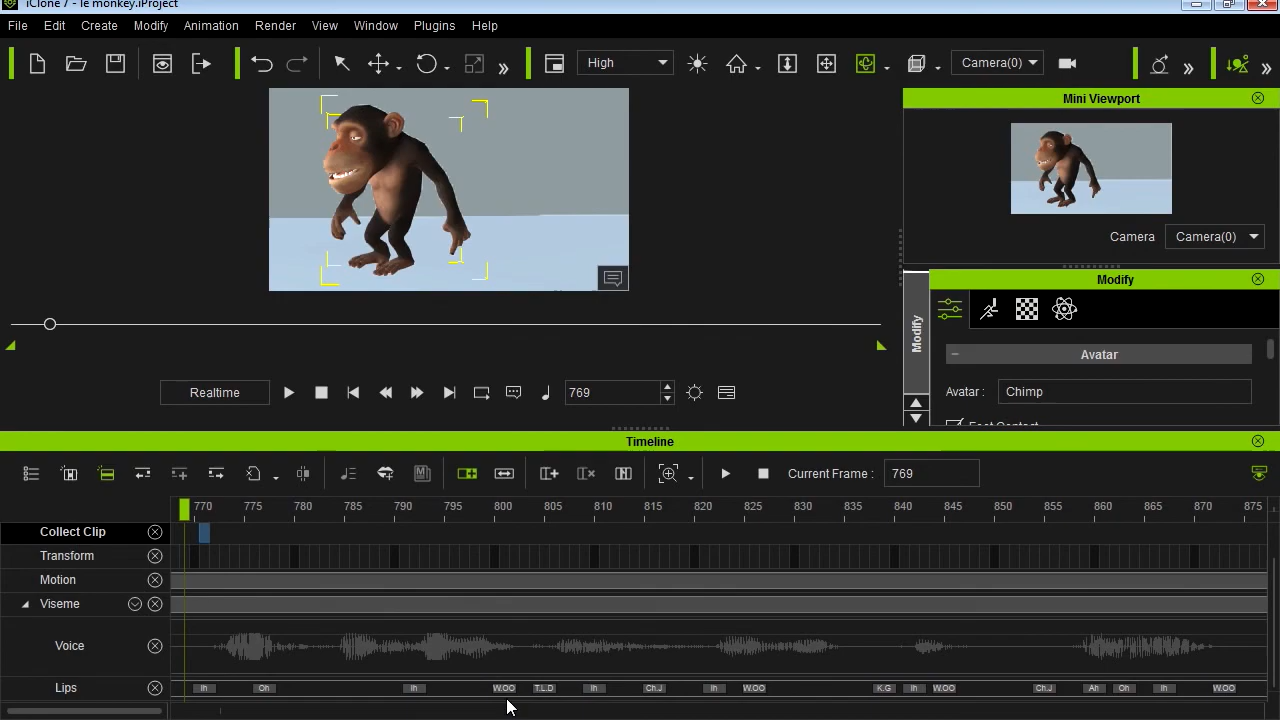 iClone 7 - le monkey.iProject
File Edit Create Modify Animation Render View Window Plugins Help
High Camera(0)
Mini Viewport
Camera Camera(0)
Modify
Modify
Avatar
Avatar : Chimp
Foot Contact
Realtime 769
Timeline
Current Frame : 769
770 775 780 785 790 795 800 805 810 815 820 825 830 835 840 845 850 855 860 865 870 875
Collect Clip
Transform
Motion
Viseme
Voice
Lips Ih Oh Ih W.OO T.L.D Ih Ch.J Ih W.OO K.G Ih W.OO Ch.J Ah Oh Ih W.OO